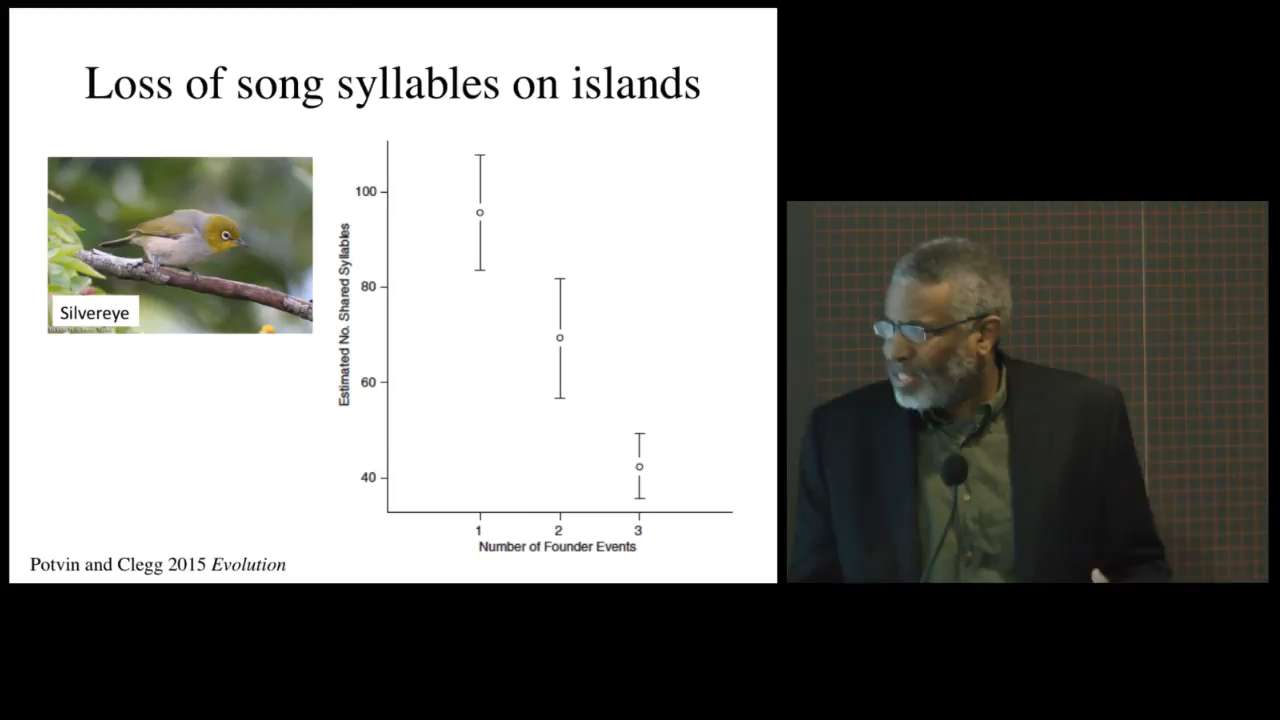 Loss of song syllables on islands
Silvereye
Estimated No. Shared Syllables
100
80
60
40
1 2 3
Number of Founder Events
Potvin and Clegg 2015 Evolution